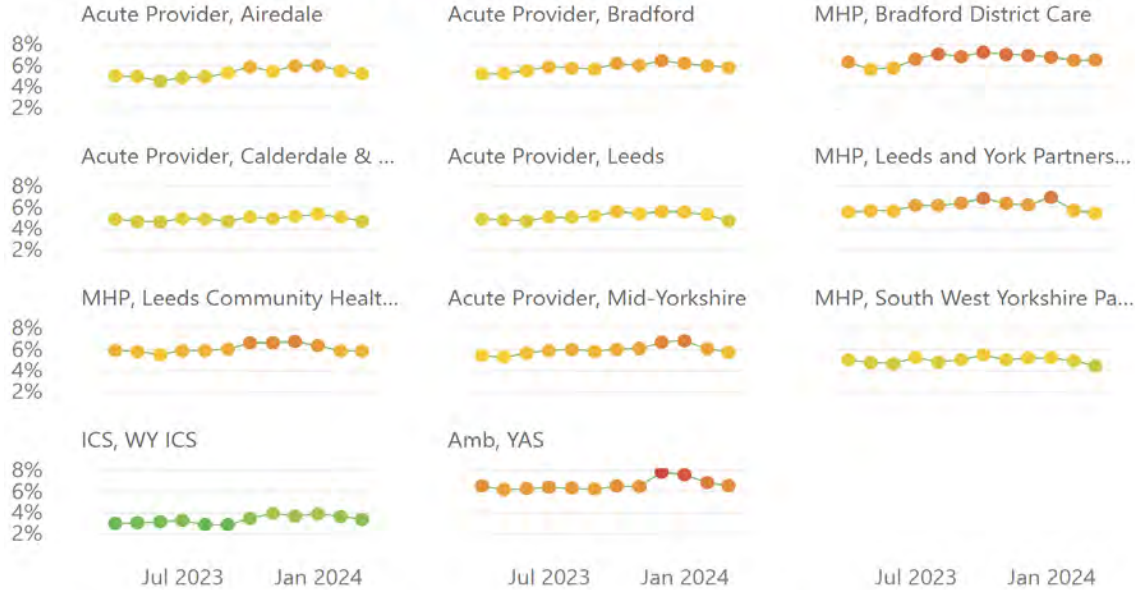 Acute Provider, Airedale
Acute Provider, Bradford
MHP, Bradford District Care
8%
6%
4%
2%
Acute Provider, Calderdale & ...
Acute Provider, Leeds
MHP, Leeds and York Partners...
8%
6%
4%
2%
MHP, Leeds Community Healt...
Acute Provider, Mid-Yorkshire
MHP, South West Yorkshire Pa...
8%
6%
4%
2%
ICS, WY ICS
Amb, YAS
8%
6%
4%
2%
Jul 2023 Jan 2024
Jul 2023 Jan 2024
Jul 2023 Jan 2024